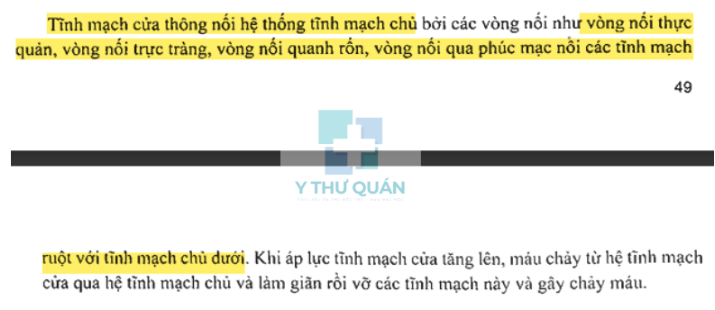 Tĩnh mạch cửa thông nối hệ thống tĩnh mạch chủ bởi các vòng nối như vòng nối thực
quản, vòng nối trực tràng, vòng nối quanh rốn, vòng nối qua phúc mạc nối các tĩnh mạch
49
Y THƯ QUÁN
ruột với tĩnh mạch chủ dưới. Khi áp lực tĩnh mạch cửa tăng lên, máu chảy từ hệ tĩnh mạch
cửa qua hệ tĩnh mạch chủ và làm giãn rồi vỡ các tĩnh mạch này và gây chảy máu.